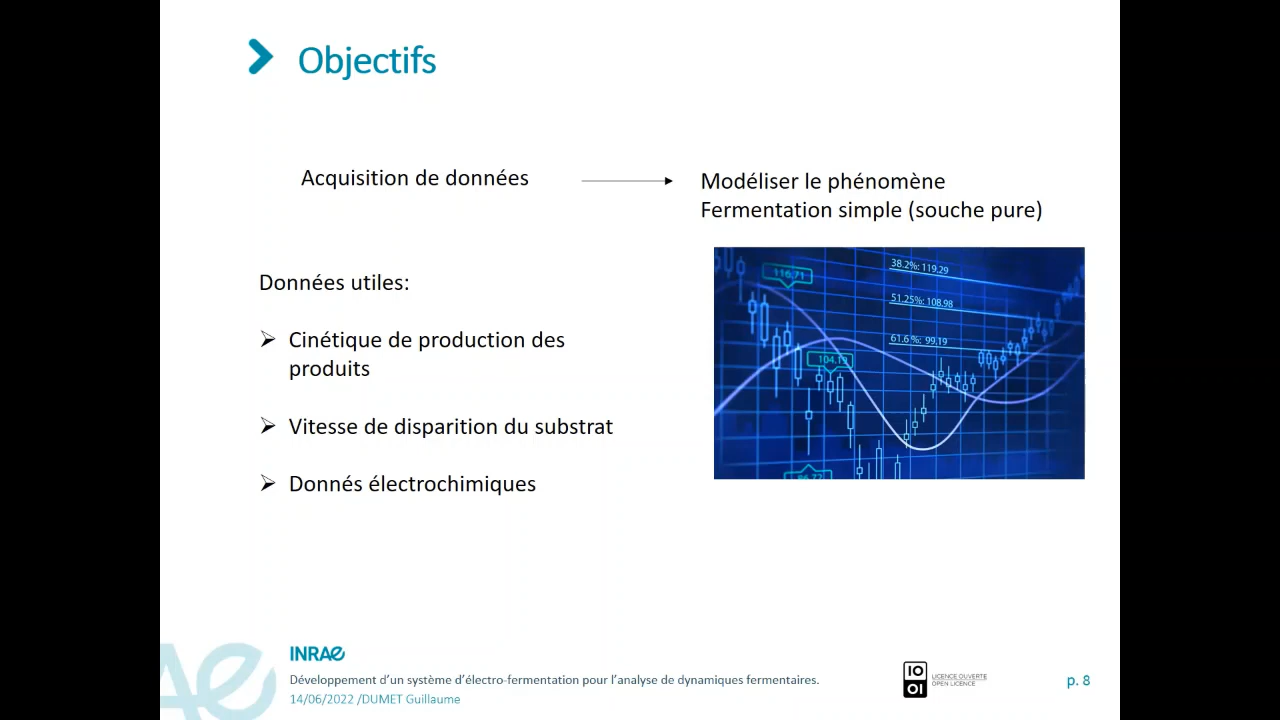 Objectifs
Acquisition de données
Modéliser le phénomène
Fermentation simple (souche pure)
Données utiles:
Cinétique de production des
produits
Vitesse de disparition du substrat
Donnés électrochimiques
38.2%: 119.29
116,71
51.25%: 108.98
61.6 %: 99.19
104.19
INRAe
Développement d'un système d'électro-fermentation pour l'analyse de dynamiques fermentaires.
14/06/2022 /DUMET Guillaume
LICENCE OUVERTE
OPEN LICENCE
p. 8